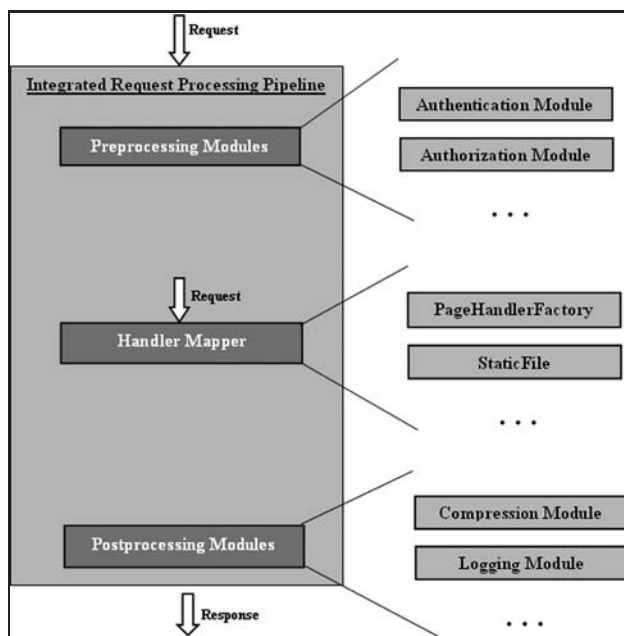 Request
Integrated Request Processing Pipeline
Preprocessing Modules
Authentication Module
Authorization Module
. . .
Request
Handler Mapper
PageHandlerFactory
StaticFile
. . .
Postprocessing Modules
Compression Module
Logging Module
. . .
Response